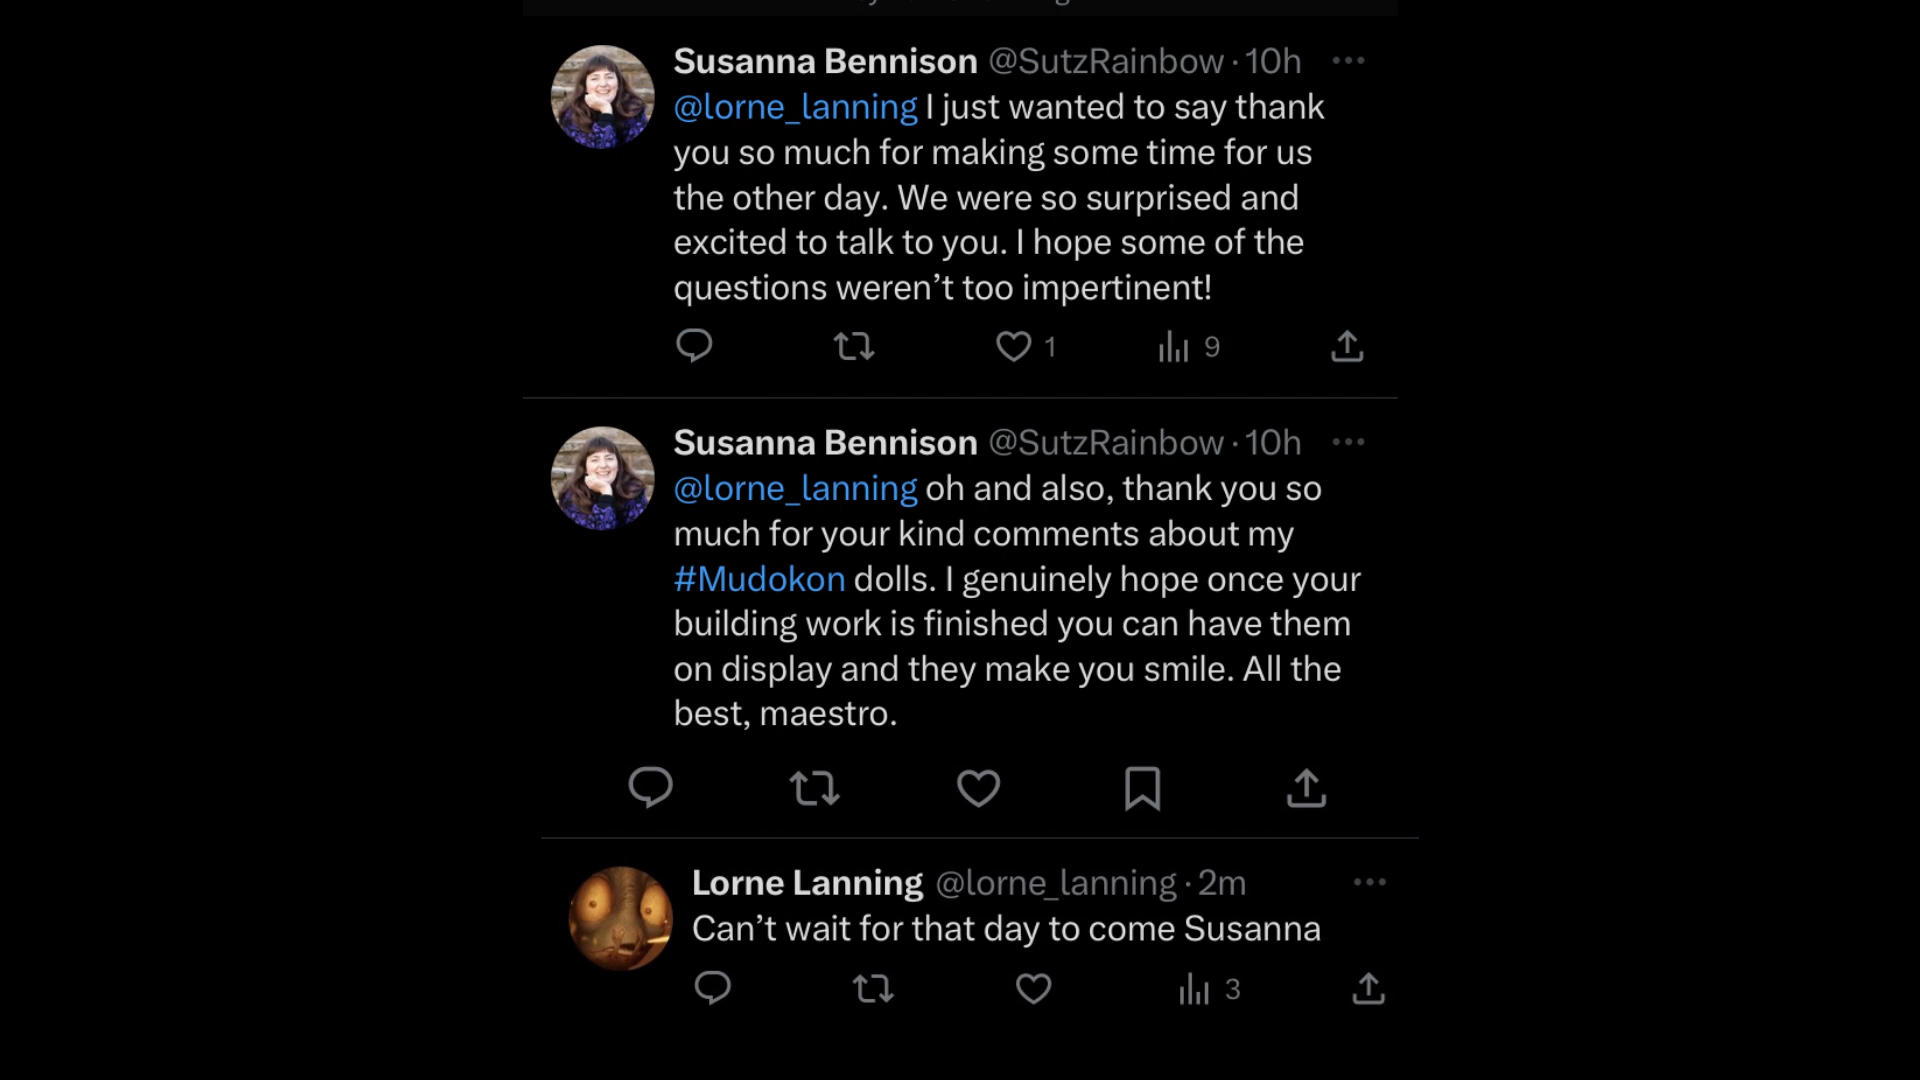 Susanna Bennison @SutzRainbow · 10h
@lorne_lanning I just wanted to say thank
you so much for making some time for us
the other day. We were so surprised and
excited to talk to you. I hope some of the
questions weren’t too impertinent!
1 9
Susanna Bennison @SutzRainbow · 10h
@lorne_lanning oh and also, thank you so
much for your kind comments about my
#Mudokon dolls. I genuinely hope once your
building work is finished you can have them
on display and they make you smile. All the
best, maestro.
Lorne Lanning @lorne_lanning · 2m
Can’t wait for that day to come Susanna
3